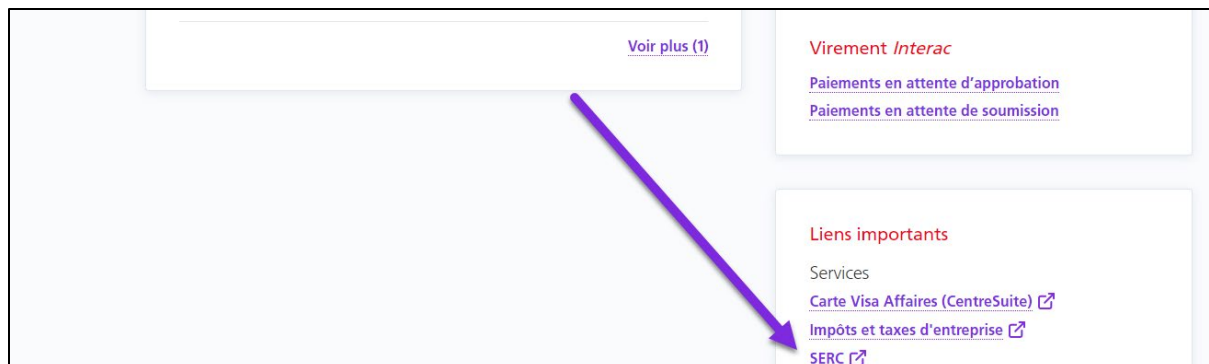 Voir plus (1)
Virement Interac
Paiements en attente d’approbation
Paiements en attente de soumission
Liens importants
Services
Carte Visa Affaires (CentreSuite)
Impôts et taxes d'entreprise
SERC